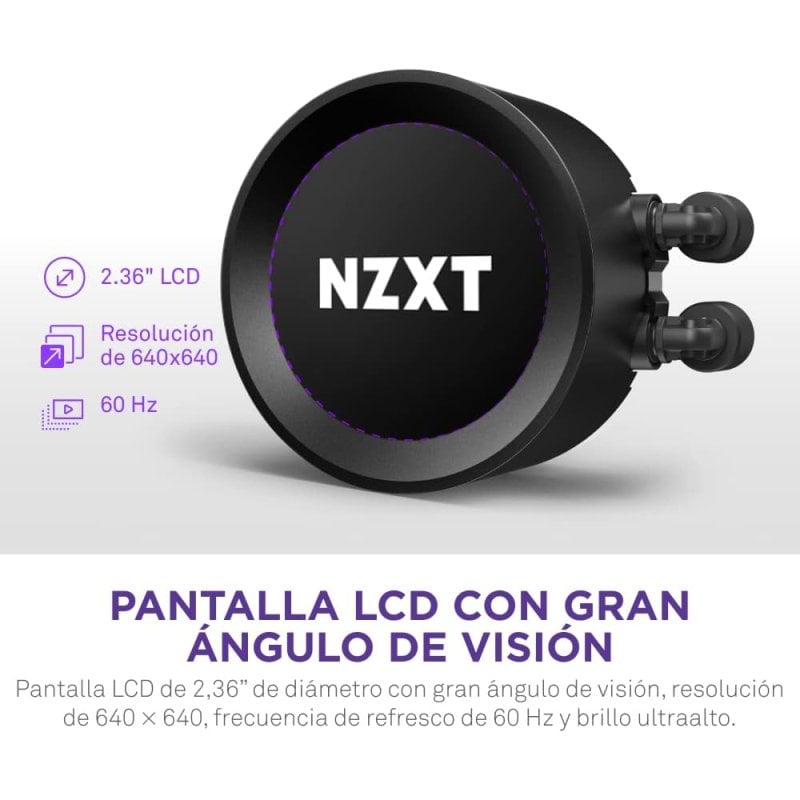 NZXT
2.36" LCD
Resolución
de 640x640
60 Hz
PANTALLA LCD CON GRAN
ÁNGULO DE VISIÓN
Pantalla LCD de 2,36” de diámetro con gran ángulo de visión, resolución
de 640 × 640, frecuencia de refresco de 60 Hz y brillo ultraalto.